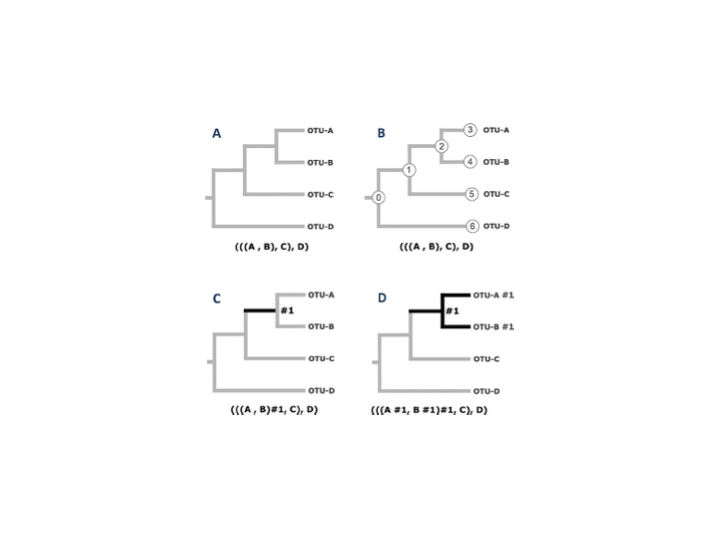 A
OTU-A
OTU-B
OTU-C
OTU-D
(((A , B), C), D)
B
0
1
2
3 OTU-A
4 OTU-B
5 OTU-C
6 OTU-D
(((A , B), C), D)
C
OTU-A
#1
OTU-B
OTU-C
OTU-D
(((A , B)#1, C), D)
D
OTU-A #1
#1
OTU-B #1
OTU-C
OTU-D
(((A #1, B #1)#1, C), D)